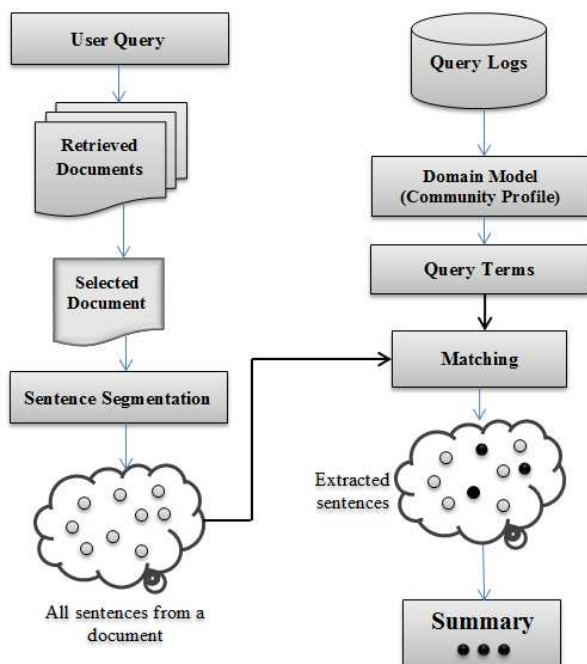 User Query
Retrieved
Documents
Selected
Document
Sentence Segmentation
All sentences from a
document
Query Logs
Domain Model
(Community Profile)
Query Terms
Matching
Extracted
sentences
Summary